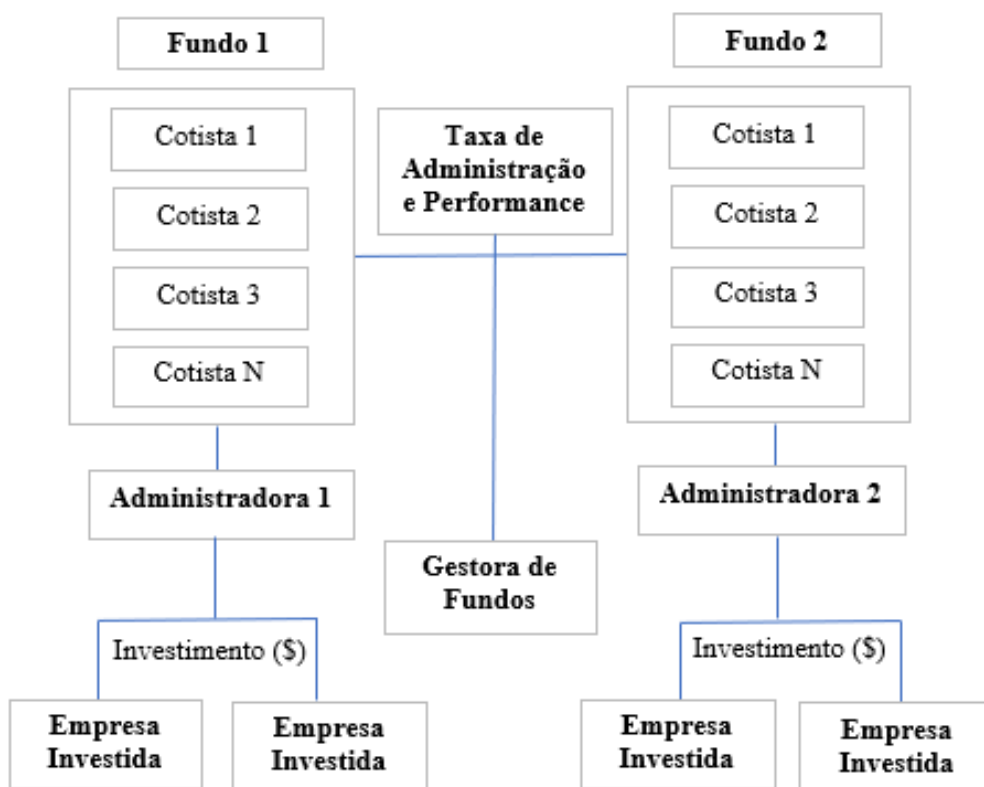 Fundo 1
Fundo 2
Cotista 1
Cotista 2
Cotista 3
Cotista N
Taxa de
Administração
e Performance
Cotista 1
Cotista 2
Cotista 3
Cotista N
Administradora 1
Administradora 2
Gestora de
Fundos
Investimento ($)
Investimento ($)
Empresa
Investida
Empresa
Investida
Empresa
Investida
Empresa
Investida